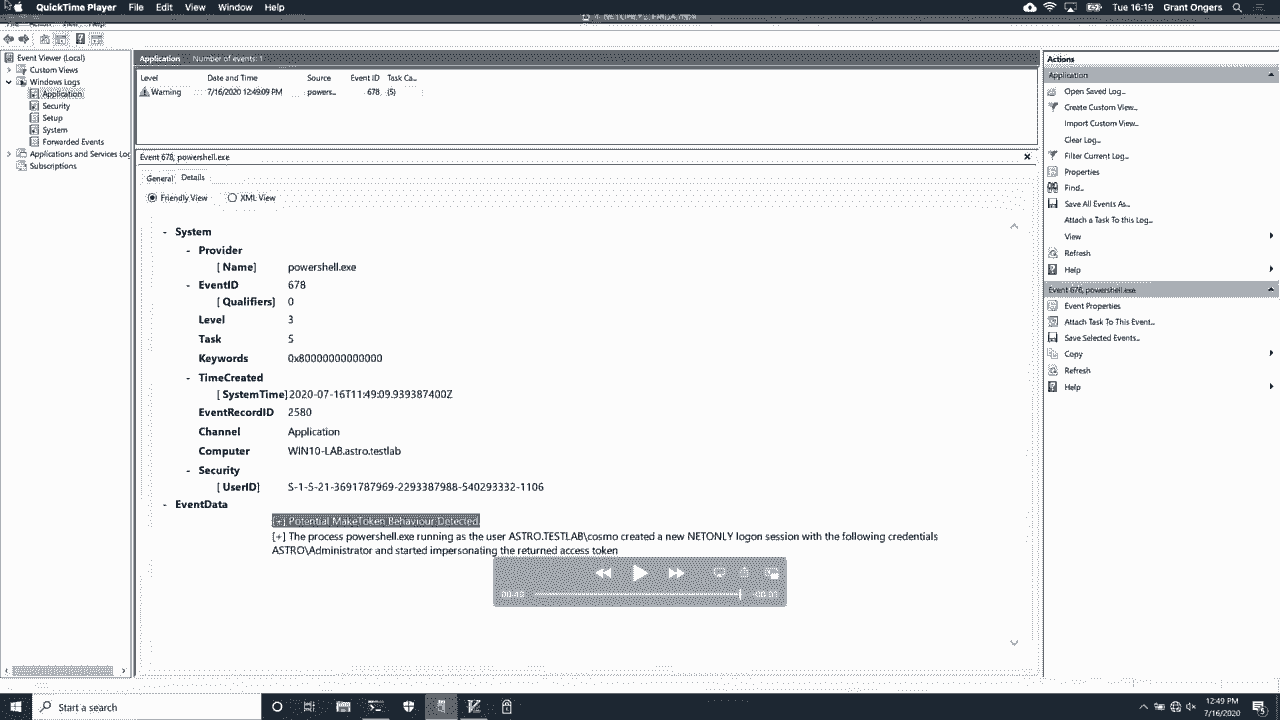 QuickTime Player File Edit View Window Help Tue 16:19 Grant Ongers
Event Viewer (Local)
Custom Views
Windows Logs
Application
Security
Setup
System
Forwarded Events
Applications and Services Log
Subscriptions
Application Number of events: 1
Level Date and Time Source Event ID Task Ca...
Warning 7/16/2020 12:49:09 PM powers... 678 (5)
Event 678, powershell.exe
General Details
Friendly View XML View
- System
- Provider
[ Name] powershell.exe
- EventID 678
[ Qualifiers] 0
Level 3
Task 5
Keywords 0x80000000000000
- TimeCreated
[ SystemTime] 2020-07-16T11:49:09.939387400Z
EventRecordID 2580
Channel Application
Computer WIN10-LAB.astro.testlab
- Security
[ UserID] S-1-5-21-3691787969-2293387988-540293332-1106
- EventData
[+] Potential MakeToken Behaviour Detected
[+] The process powershell.exe running as the user ASTRO.TESTLAB\cosmo created a new NETONLY logon session with the following credentials
ASTRO\Administrator and started impersonating the returned access token
00:49 -00:01
Actions
Application
Open Saved Log...
Create Custom View...
Import Custom View...
Clear Log...
Filter Current Log...
Properties
Find...
Save All Events As...
Attach a Task To this Log...
View
Refresh
Help
Event 678, powershell.exe
Event Properties
Attach Task To This Event...
Save Selected Events...
Copy
Refresh
Help
Start a search
12:49 PM
7/16/2020